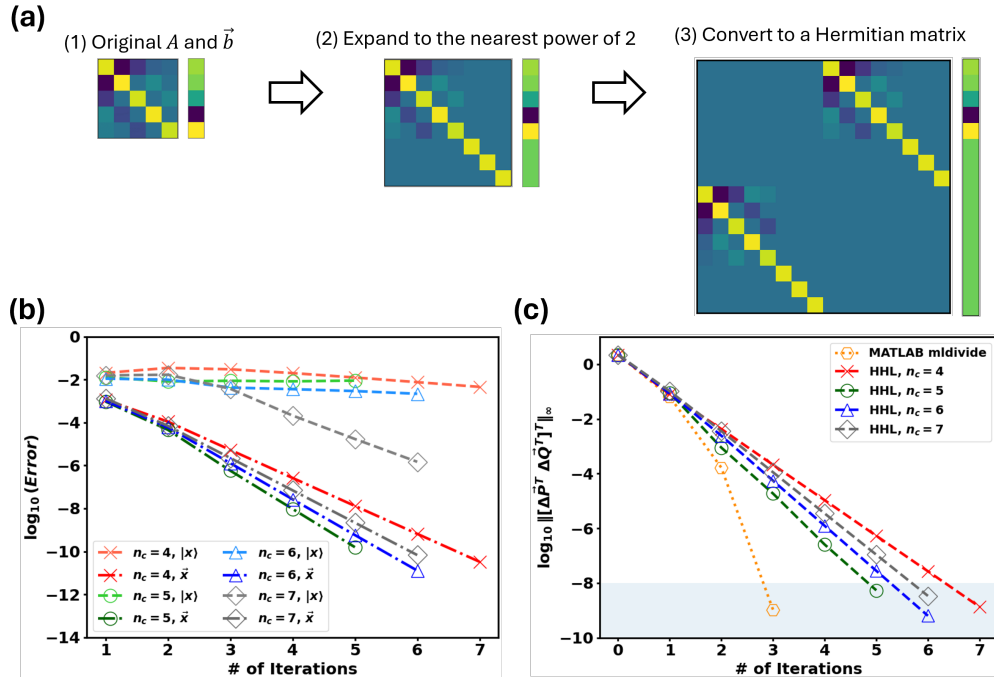 (a)
(1) Original A and b⃗
(2) Expand to the nearest power of 2
(3) Convert to a Hermitian matrix
(b)
log₁₀(Error)
0
−2
−4
−6
−8
−10
−12
−14
1 2 3 4 5 6 7
# of Iterations
n_c = 4, |x⟩
n_c = 4, x⃗
n_c = 5, |x⟩
n_c = 5, x⃗
n_c = 6, |x⟩
n_c = 6, x⃗
n_c = 7, |x⟩
n_c = 7, x⃗
(c)
log₁₀ ‖[ΔP⃗ᵀ ΔQ⃗ᵀ]ᵀ‖∞
0
−2
−4
−6
−8
−10
0 1 2 3 4 5 6 7
# of Iterations
MATLAB mldivide
HHL, n_c = 4
HHL, n_c = 5
HHL, n_c = 6
HHL, n_c = 7